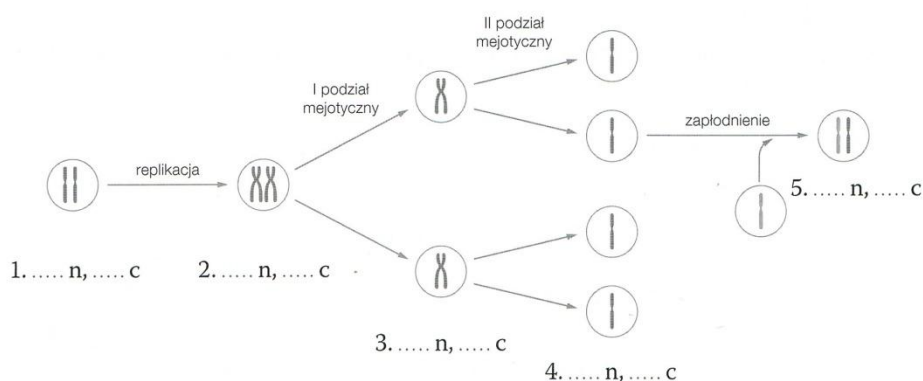 II podział
mejotyczny
I podział
mejotyczny
zapłodnienie
replikacja
5. ..... n, ..... c
1. ..... n, ..... c
2. ..... n, ..... c
3. ..... n, ..... c
4. ..... n, ..... c